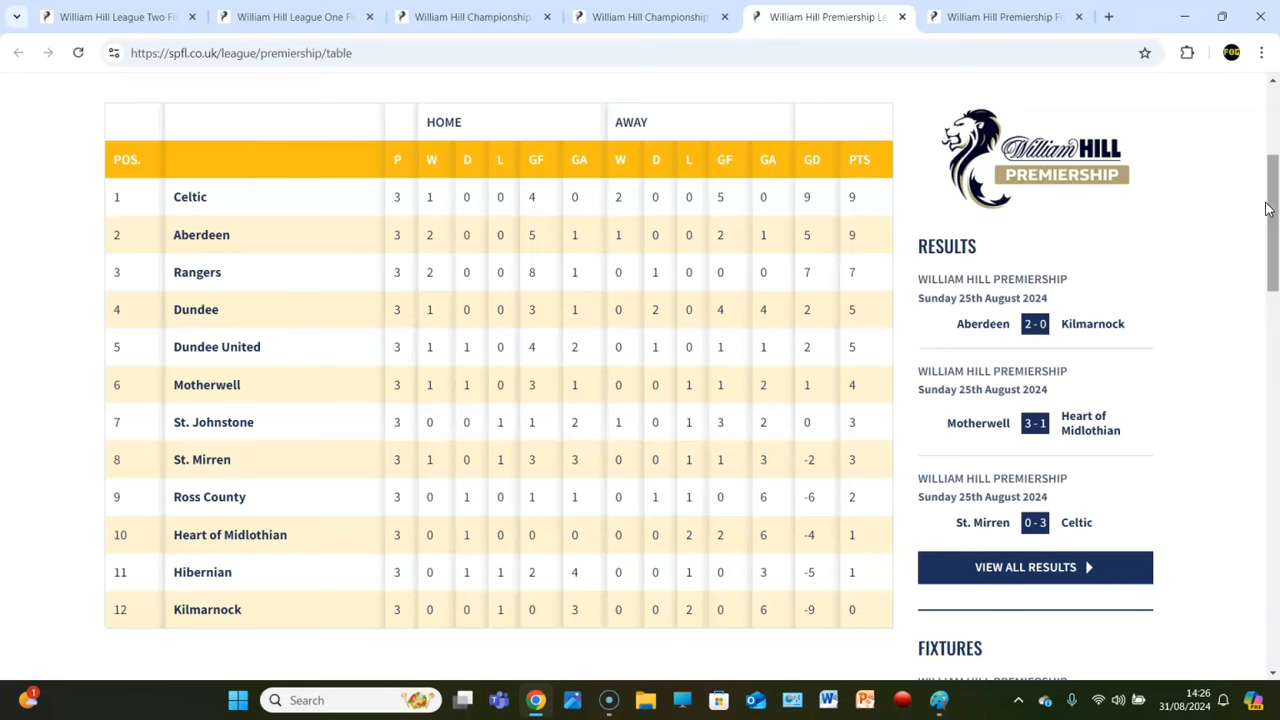 William Hill League Two Fi
William Hill League One Fi
William Hill Championship
William Hill Championship
William Hill Premiership Le
William Hill Premiership Fi
https://spfl.co.uk/league/premiership/table
HOME AWAY
POS. P W D L GF GA W D L GF GA GD PTS
1 Celtic 3 1 0 0 4 0 2 0 0 5 0 9 9
2 Aberdeen 3 2 0 0 5 1 1 0 0 2 1 5 9
3 Rangers 3 2 0 0 8 1 0 1 0 0 0 7 7
4 Dundee 3 1 0 0 3 1 0 2 0 4 4 2 5
5 Dundee United 3 1 1 0 4 2 0 1 0 1 1 2 5
6 Motherwell 3 1 1 0 3 1 0 0 1 1 2 1 4
7 St. Johnstone 3 0 0 1 1 2 1 0 1 3 2 0 3
8 St. Mirren 3 1 0 1 3 3 0 0 1 1 3 -2 3
9 Ross County 3 0 1 0 1 1 0 1 1 0 6 -6 2
10 Heart of Midlothian 3 0 1 0 0 0 0 0 2 2 6 -4 1
11 Hibernian 3 0 1 1 2 4 0 0 1 0 3 -5 1
12 Kilmarnock 3 0 0 1 0 3 0 0 2 0 6 -9 0
William HILL
PREMIERSHIP
RESULTS
WILLIAM HILL PREMIERSHIP
Sunday 25th August 2024
Aberdeen 2 - 0 Kilmarnock
WILLIAM HILL PREMIERSHIP
Sunday 25th August 2024
Motherwell 3 - 1 Heart of
Midlothian
WILLIAM HILL PREMIERSHIP
Sunday 25th August 2024
St. Mirren 0 - 3 Celtic
VIEW ALL RESULTS
FIXTURES
1
Search
14:26
31/08/2024